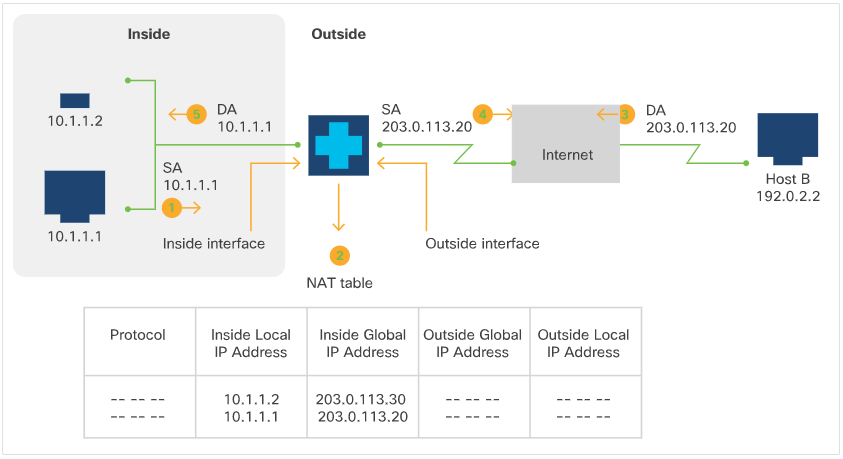 Inside
Outside
10.1.1.2
5
DA
10.1.1.1
SA
203.0.113.20
4
3
DA
203.0.113.20
Internet
Host B
192.0.2.2
SA
10.1.1.1
1
10.1.1.1
Inside interface
Outside interface
2
NAT table
Protocol
Inside Local
IP Address
Inside Global
IP Address
Outside Global
IP Address
Outside Local
IP Address
-- -- -- 10.1.1.2 203.0.113.30 -- -- -- -- -- --
-- -- -- 10.1.1.1 203.0.113.20 -- -- -- -- -- --